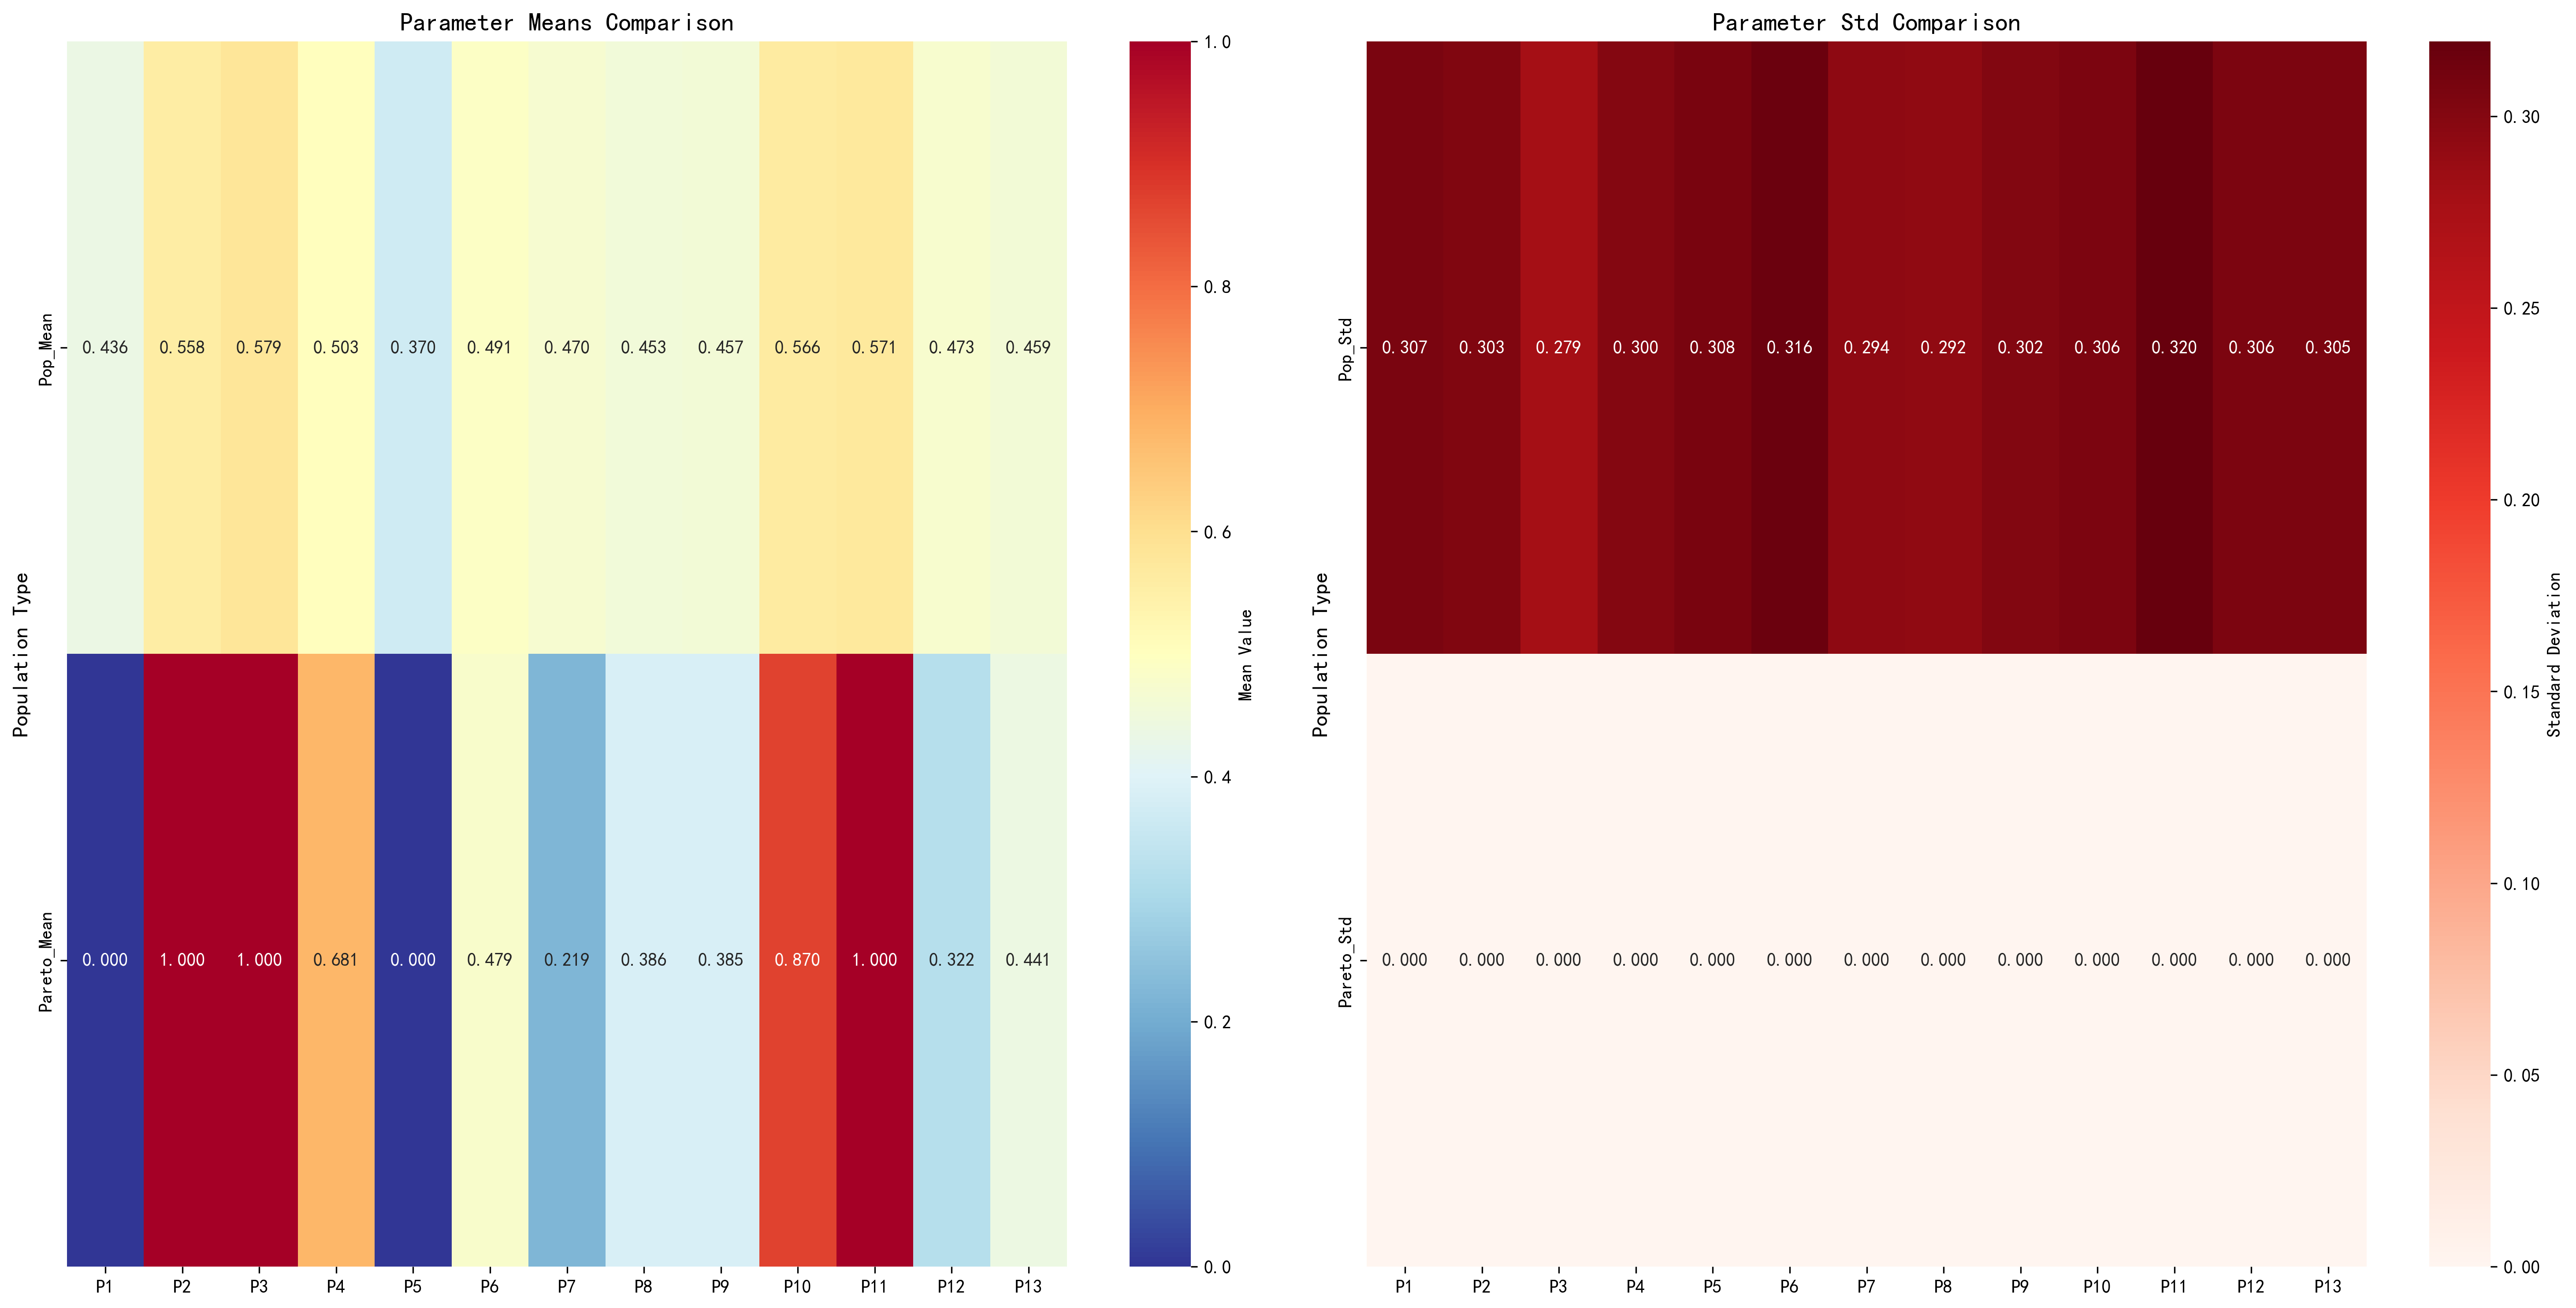 Parameter Means Comparison
Population Type
Pop_Mean
0.436 0.558 0.579 0.503 0.370 0.491 0.470 0.453 0.457 0.566 0.571 0.473 0.459
Pareto_Mean
0.000 1.000 1.000 0.681 0.000 0.479 0.219 0.386 0.385 0.870 1.000 0.322 0.441
P1 P2 P3 P4 P5 P6 P7 P8 P9 P10 P11 P12 P13
1.0
0.8
0.6
0.4
0.2
0.0
Mean Value
Parameter Std Comparison
Population Type
Pop_Std
0.307 0.303 0.279 0.300 0.308 0.316 0.294 0.292 0.302 0.306 0.320 0.306 0.305
Pareto_Std
0.000 0.000 0.000 0.000 0.000 0.000 0.000 0.000 0.000 0.000 0.000 0.000 0.000
P1 P2 P3 P4 P5 P6 P7 P8 P9 P10 P11 P12 P13
0.30
0.25
0.20
0.15
0.10
0.05
0.00
Standard Deviation